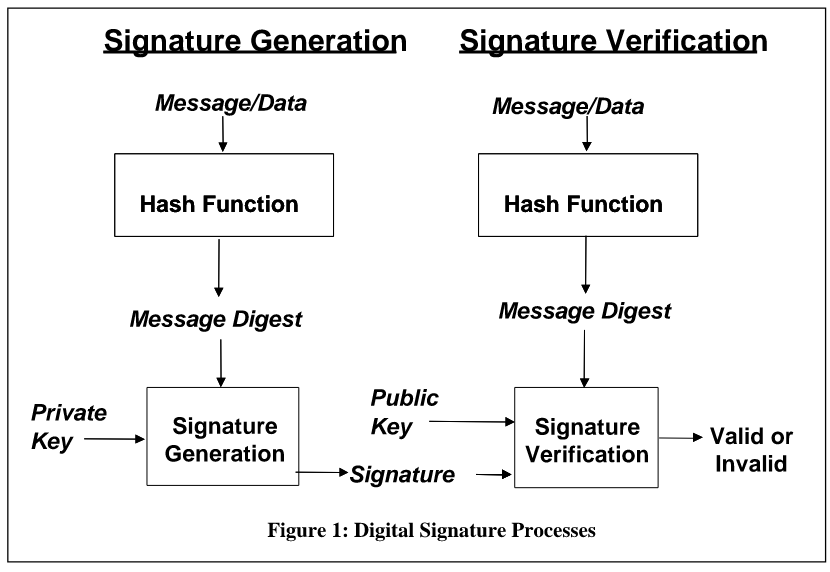 Signature Generation
Message/Data
Hash Function
Message Digest
Private
Key
Signature
Generation
Signature Verification
Message/Data
Hash Function
Message Digest
Public
Key
Signature
Signature
Verification
Valid or
Invalid
Figure 1: Digital Signature Processes